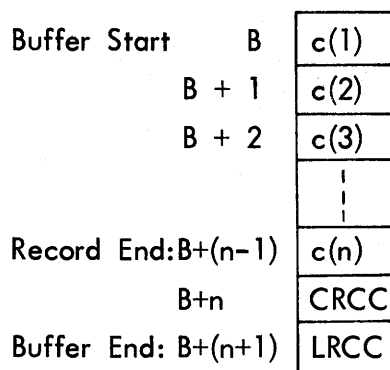 Buffer Start B c(1)
B + 1 c(2)
B + 2 c(3)
Record End: B+(n-1) c(n)
B+n CRCC
Buffer End: B+(n+1) LRCC